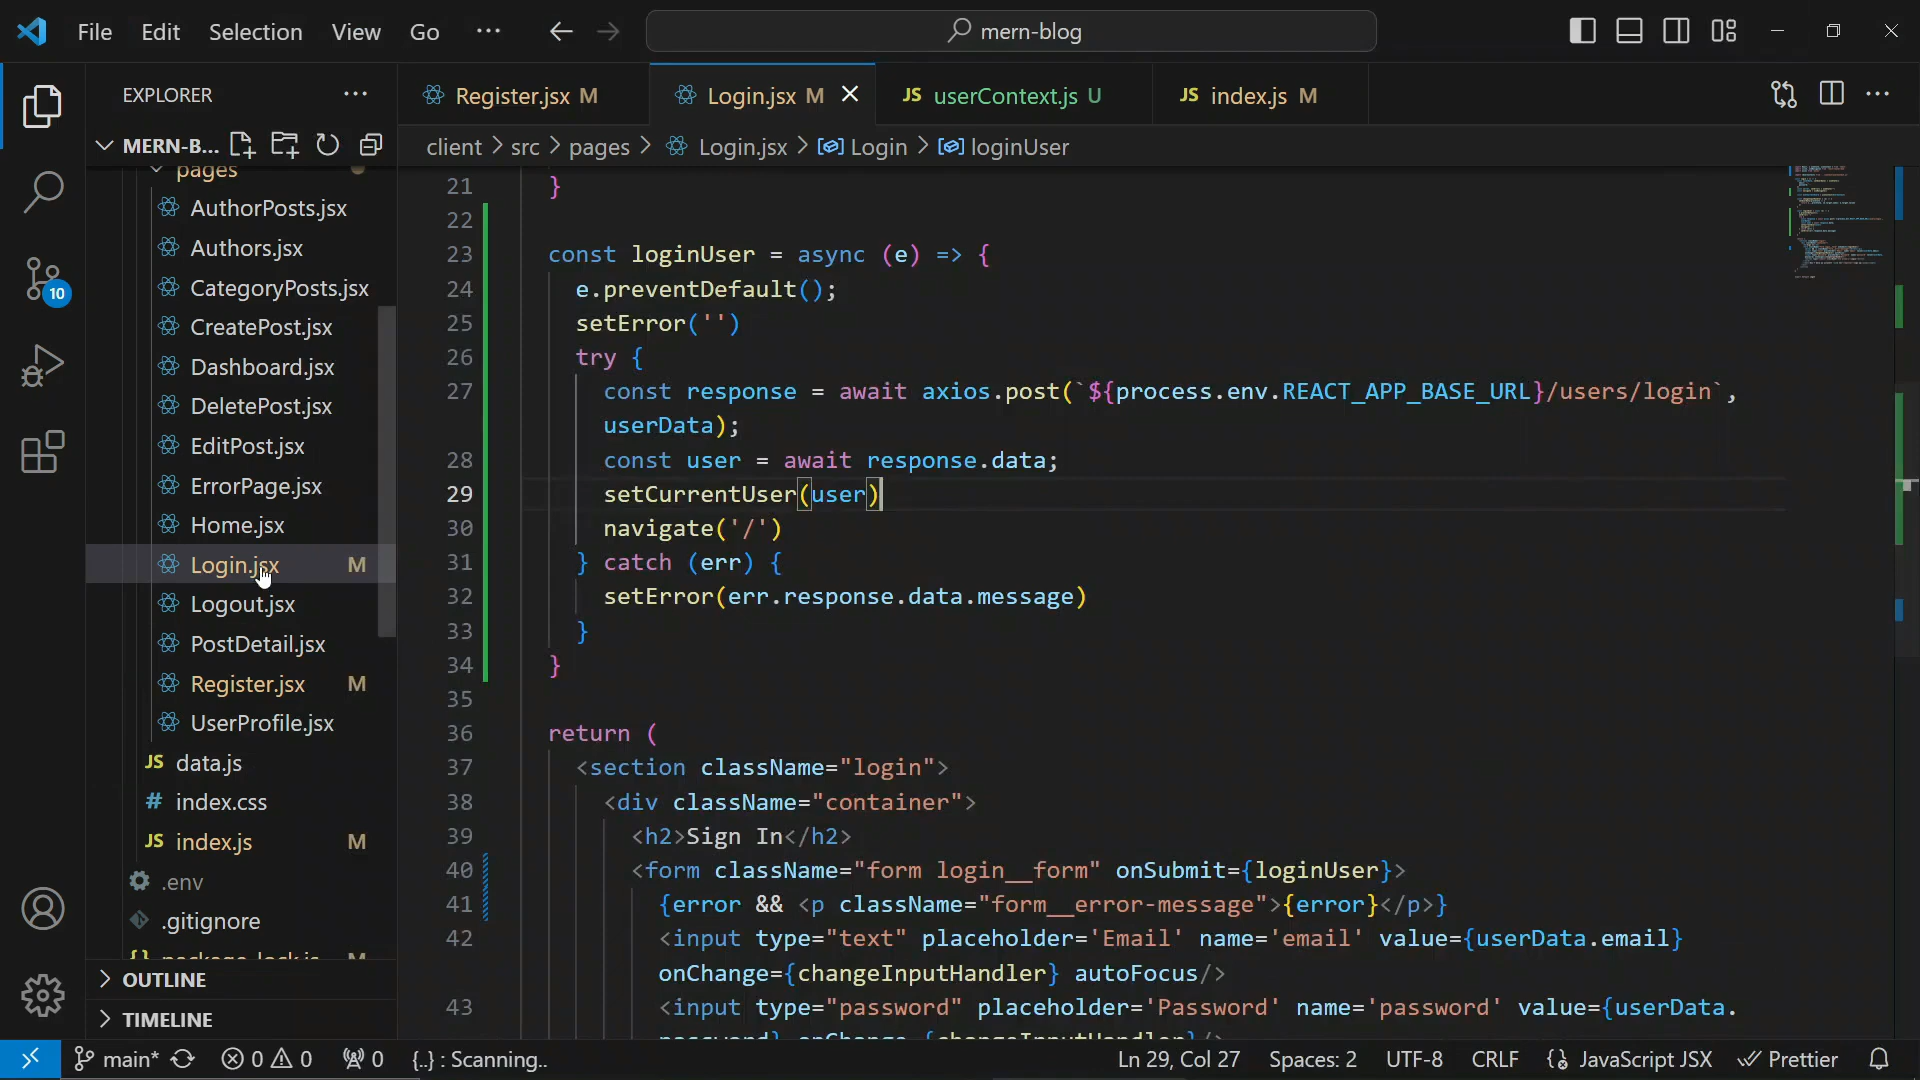 File Edit Selection View Go ··· mern-blog
EXPLORER ···
MERN-B...
pages
AuthorPosts.jsx
Authors.jsx
CategoryPosts.jsx
CreatePost.jsx
Dashboard.jsx
DeletePost.jsx
EditPost.jsx
ErrorPage.jsx
Home.jsx
Login.jsx M
Logout.jsx
PostDetail.jsx
Register.jsx M
UserProfile.jsx
JS data.js
# index.css
JS index.js M
.env
.gitignore
OUTLINE
TIMELINE
10
Register.jsx M Login.jsx M JS userContext.js U JS index.js M
client > src > pages > Login.jsx > Login > loginUser
21 }
22
23 const loginUser = async (e) => {
24 e.preventDefault();
25 setError('')
26 try {
27 const response = await axios.post(`${process.env.REACT_APP_BASE_URL}/users/login`,
userData);
28 const user = await response.data;
29 setCurrentUser(user)
30 navigate('/')
31 } catch (err) {
32 setError(err.response.data.message)
33 }
34 }
35
36 return (
37 <section className="login">
38 <div className="container">
39 <h2>Sign In</h2>
40 <form className="form login__form" onSubmit={loginUser}>
41 {error && <p className="form__error-message">{error}</p>}
42 <input type="text" placeholder='Email' name='email' value={userData.email}
onChange={changeInputHandler} autoFocus/>
43 <input type="password" placeholder='Password' name='password' value={userData.
main* 0 0 0 {..} : Scanning.. Ln 29, Col 27 Spaces: 2 UTF-8 CRLF JavaScript JSX Prettier